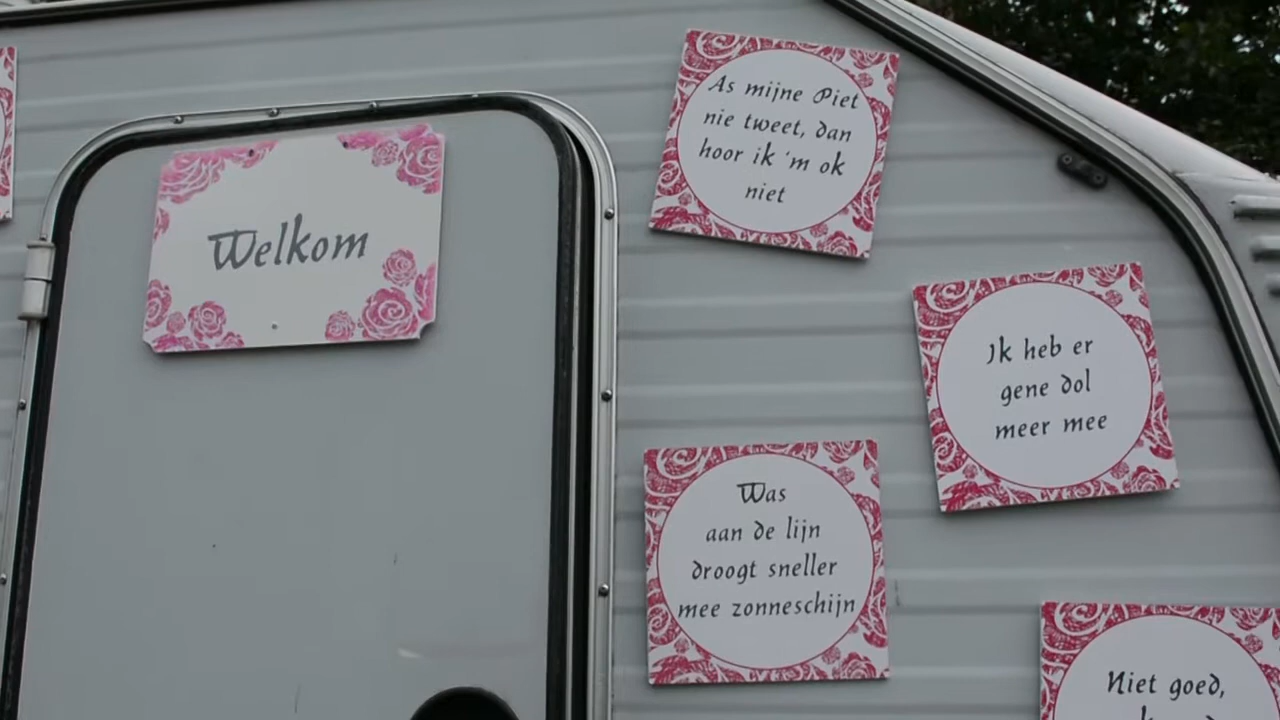 Welkom
As mijne Piet
nie tweet, dan
hoor ik 'm ok
niet
Ik heb er
gene dol
meer mee
Was
aan de lijn
droogt sneller
mee zonneschijn
Niet goed,